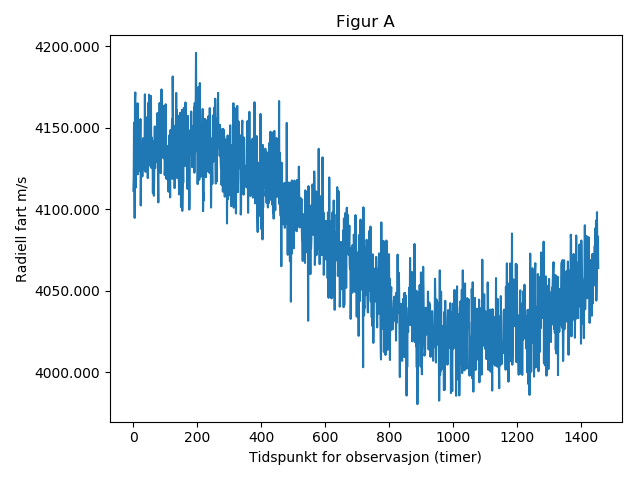 Figur A
4200.000
4150.000
4100.000
4050.000
4000.000
Radiell fart m/s
0 200 400 600 800 1000 1200 1400
Tidspunkt for observasjon (timer)